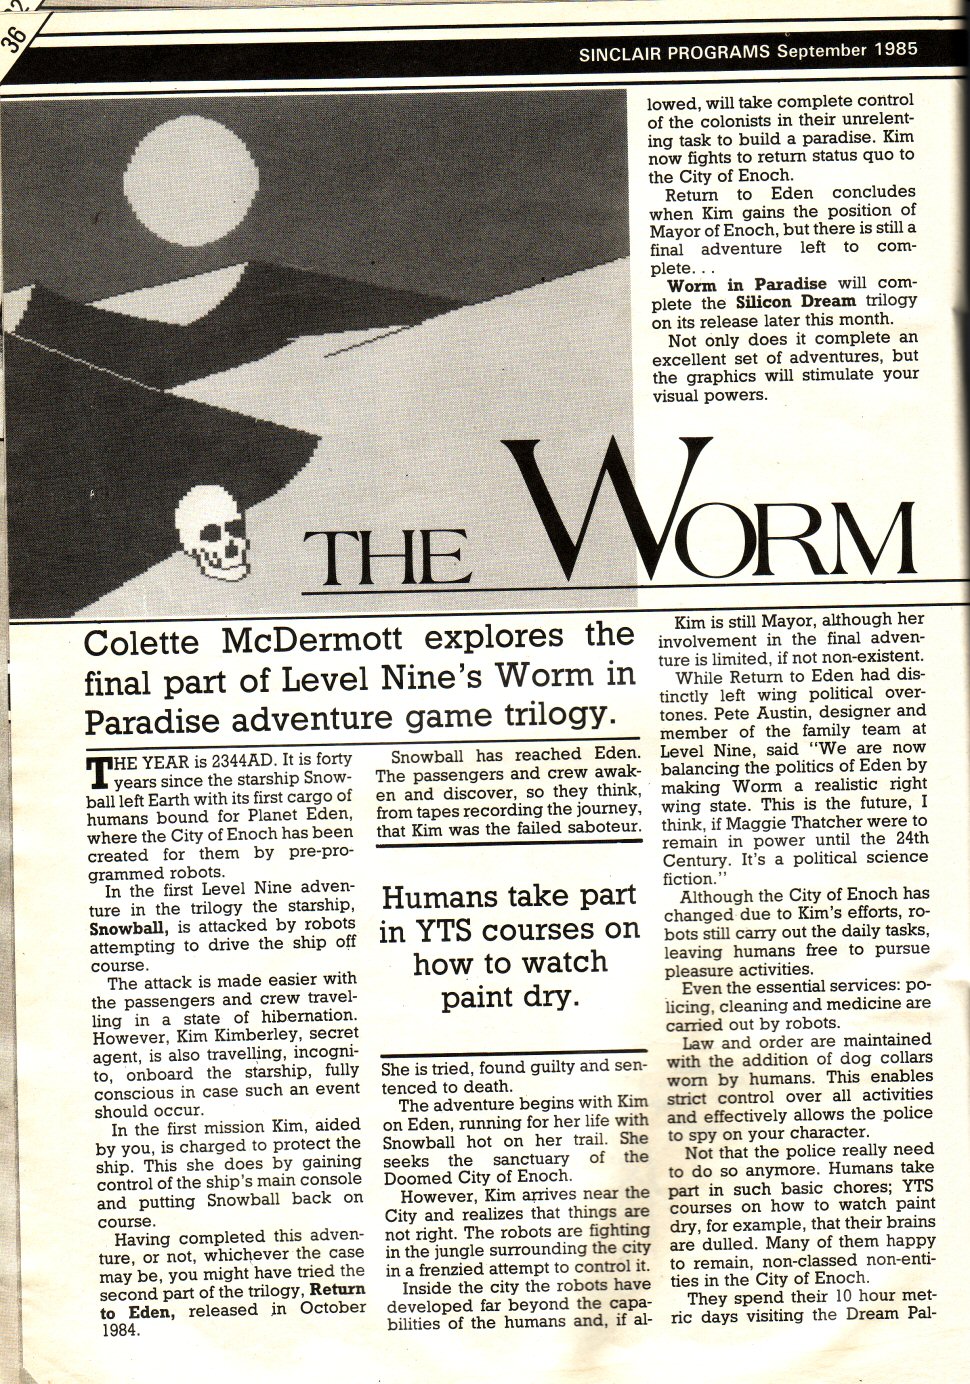 36
SINCLAIR PROGRAMS September 1985
THE WORM
Colette McDermott explores the
final part of Level Nine's Worm in
Paradise adventure game trilogy.
THE YEAR is 2344AD. It is forty
years since the starship Snow-
ball left Earth with its first cargo of
humans bound for Planet Eden,
where the City of Enoch has been
created for them by pre-pro-
grammed robots.
In the first Level Nine adven-
ture in the trilogy the starship,
Snowball, is attacked by robots
attempting to drive the ship off
course.
The attack is made easier with
the passengers and crew travel-
ling in a state of hibernation.
However, Kim Kimberley, secret
agent, is also travelling, incogni-
to, onboard the starship, fully
conscious in case such an event
should occur.
In the first mission Kim, aided
by you, is charged to protect the
ship. This she does by gaining
control of the ship's main console
and putting Snowball back on
course.
Having completed this adven-
ture, or not, whichever the case
may be, you might have tried the
second part of the trilogy, Return
to Eden, released in October
1984.
Snowball has reached Eden.
The passengers and crew awak-
en and discover, so they think,
from tapes recording the journey,
that Kim was the failed saboteur.
Humans take part
in YTS courses on
how to watch
paint dry.
She is tried, found guilty and sen-
tenced to death.
The adventure begins with Kim
on Eden, running for her life with
Snowball hot on her trail. She
seeks the sanctuary of the
Doomed City of Enoch.
However, Kim arrives near the
City and realizes that things are
not right. The robots are fighting
in the jungle surrounding the city
in a frenzied attempt to control it.
Inside the city the robots have
developed far beyond the capa-
bilities of the humans and, if al-
lowed, will take complete control
of the colonists in their unrelent-
ing task to build a paradise. Kim
now fights to return status quo to
the City of Enoch.
Return to Eden concludes
when Kim gains the position of
Mayor of Enoch, but there is still a
final adventure left to com-
plete. . .
Worm in Paradise will com-
plete the Silicon Dream trilogy
on its release later this month.
Not only does it complete an
excellent set of adventures, but
the graphics will stimulate your
visual powers.
Kim is still Mayor, although her
involvement in the final adven-
ture is limited, if not non-existent.
While Return to Eden had dis-
tinctly left wing political over-
tones. Pete Austin, designer and
member of the family team at
Level Nine, said "We are now
balancing the politics of Eden by
making Worm a realistic right
wing state. This is the future, I
think, if Maggie Thatcher were to
remain in power until the 24th
Century. It's a political science
fiction."
Although the City of Enoch has
changed due to Kim's efforts, ro-
bots still carry out the daily tasks,
leaving humans free to pursue
pleasure activities.
Even the essential services: po-
licing, cleaning and medicine are
carried out by robots.
Law and order are maintained
with the addition of dog collars
worn by humans. This enables
strict control over all activities
and effectively allows the police
to spy on your character.
Not that the police really need
to do so anymore. Humans take
part in such basic chores; YTS
courses on how to watch paint
dry, for example, that their brains
are dulled. Many of them happy
to remain, non-classed non-enti-
ties in the City of Enoch.
They spend their 10 hour met-
ric days visiting the Dream Pal-